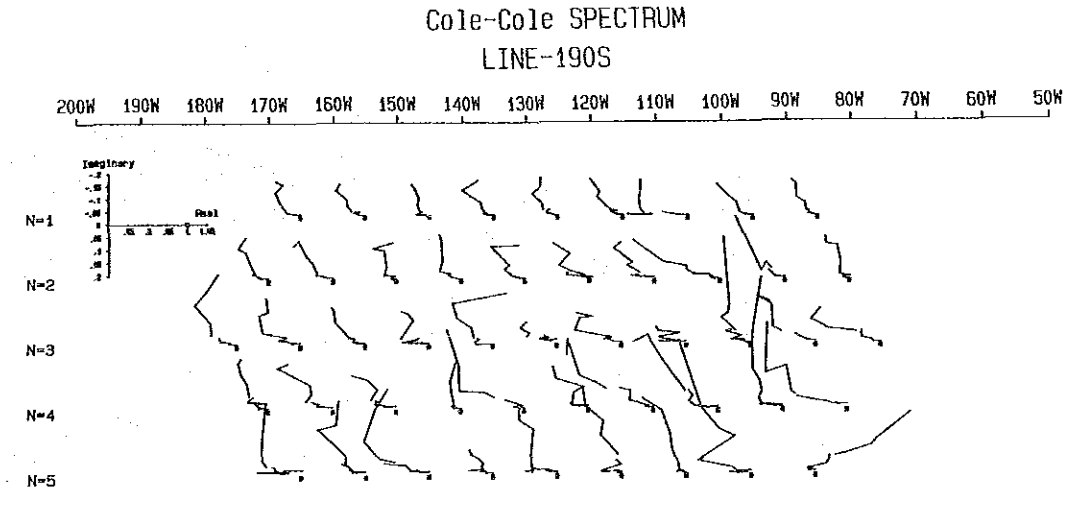 Cole-Cole SPECTRUM
LINE-190S
200W 190W 180W 170W 160W 150W 140W 130W 120W 110W 100W 90W 80W 70W 60W 50W
Imaginary
Real
N=1
N=2
N=3
N=4
N=5